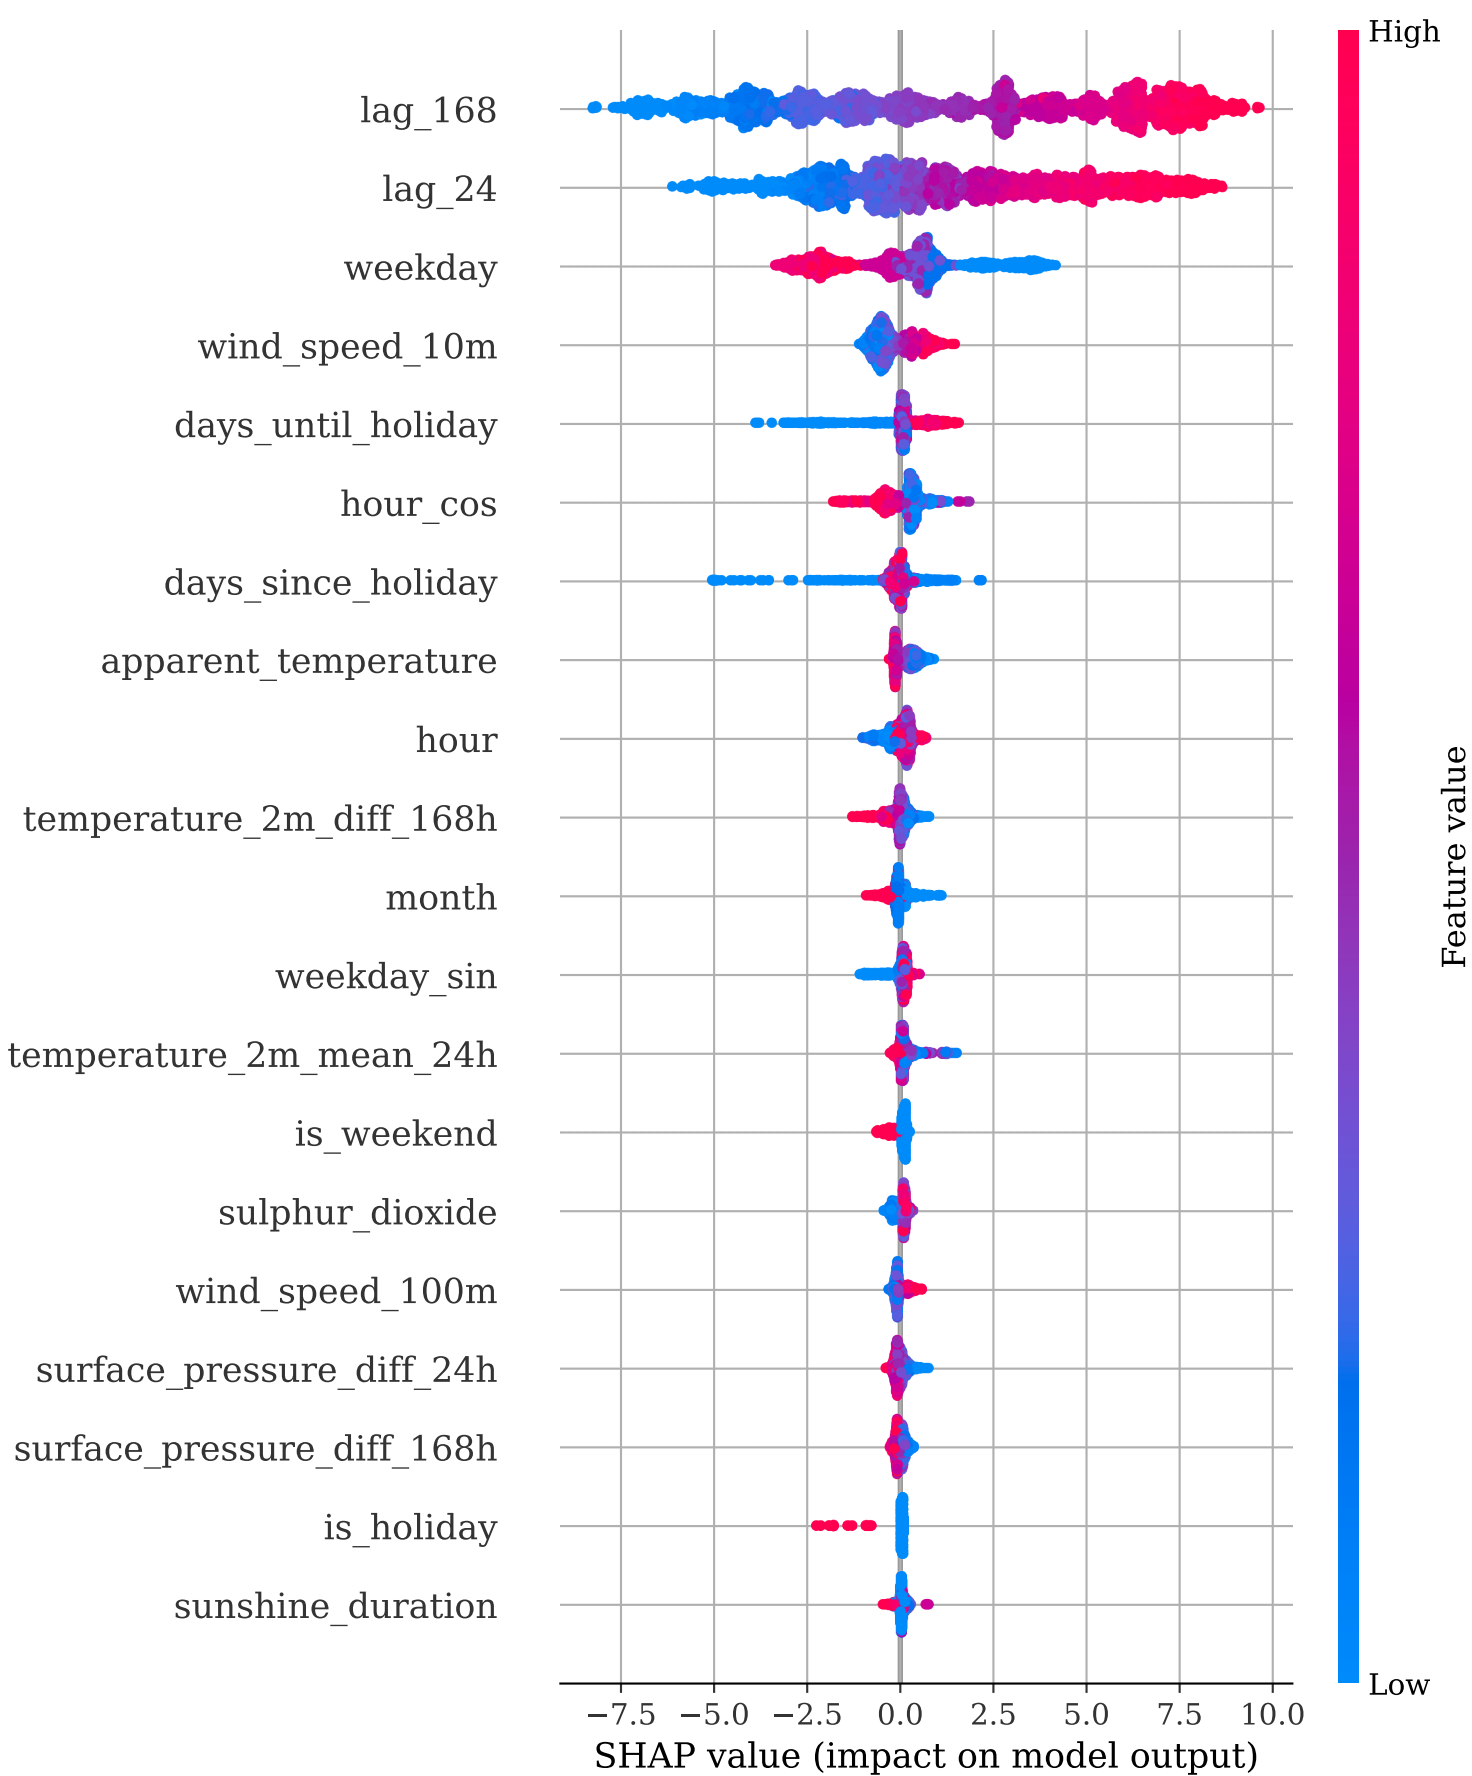 High
lag_168
lag_24
weekday
wind_speed_10m
days_until_holiday
hour_cos
days_since_holiday
apparent_temperature
hour
temperature_2m_diff_168h
month
weekday_sin
temperature_2m_mean_24h
is_weekend
sulphur_dioxide
wind_speed_100m
surface_pressure_diff_24h
surface_pressure_diff_168h
is_holiday
sunshine_duration
Feature value
Low
−7.5 −5.0 −2.5 0.0 2.5 5.0 7.5 10.0
SHAP value (impact on model output)